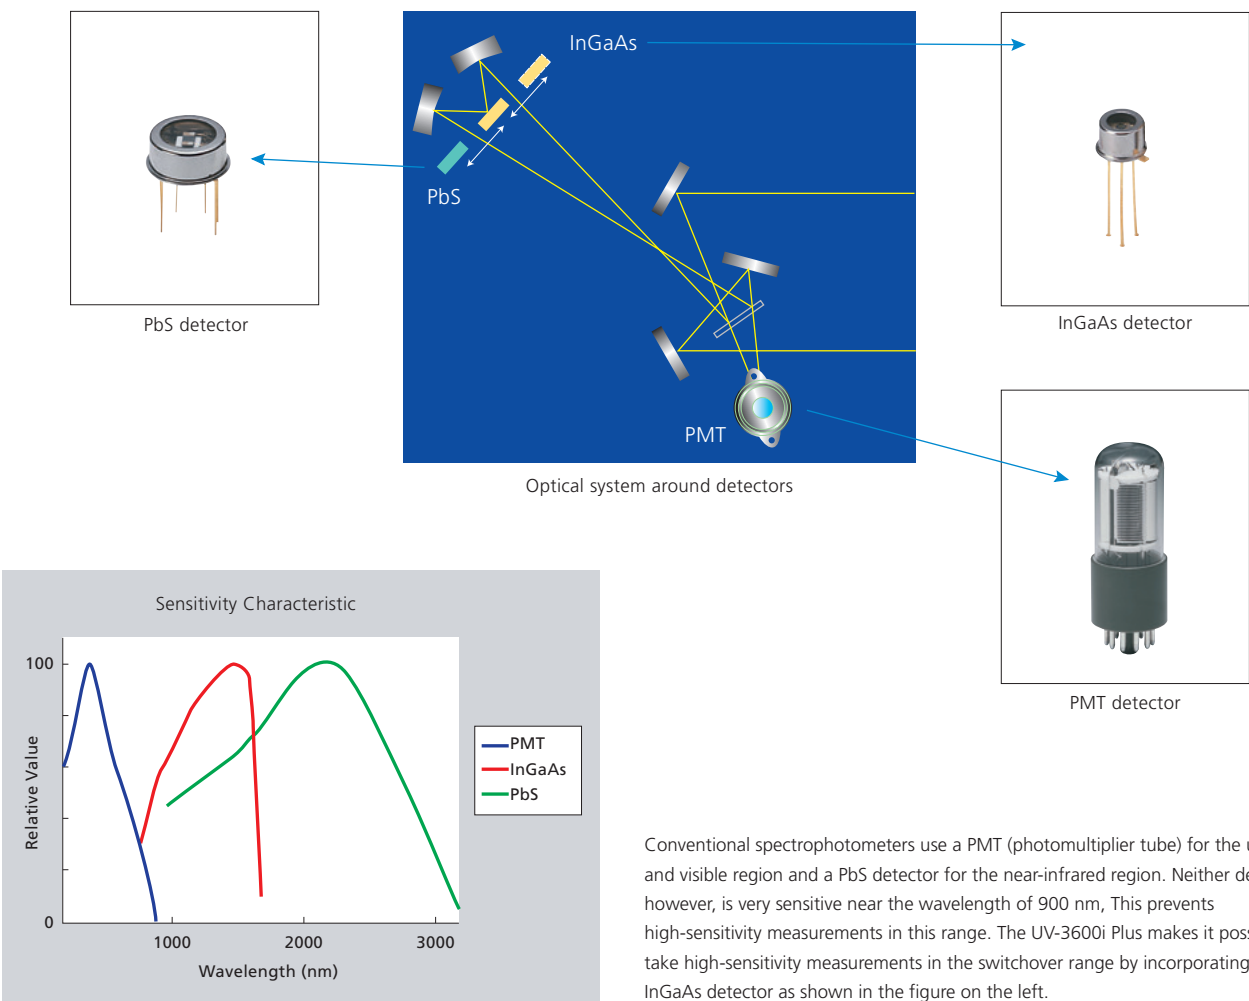 InGaAs
PbS
PMT
PbS detector
InGaAs detector
Optical system around detectors
PMT detector
Sensitivity Characteristic
100
0
Relative Value
1000 2000 3000
Wavelength (nm)
PMT
InGaAs
PbS
Conventional spectrophotometers use a PMT (photomultiplier tube) for the
and visible region and a PbS detector for the near-infrared region. Neither
however, is very sensitive near the wavelength of 900 nm, This prevents
high-sensitivity measurements in this range. The UV-3600i Plus makes it
take high-sensitivity measurements in the switchover range by incorporating
InGaAs detector as shown in the figure on the left.